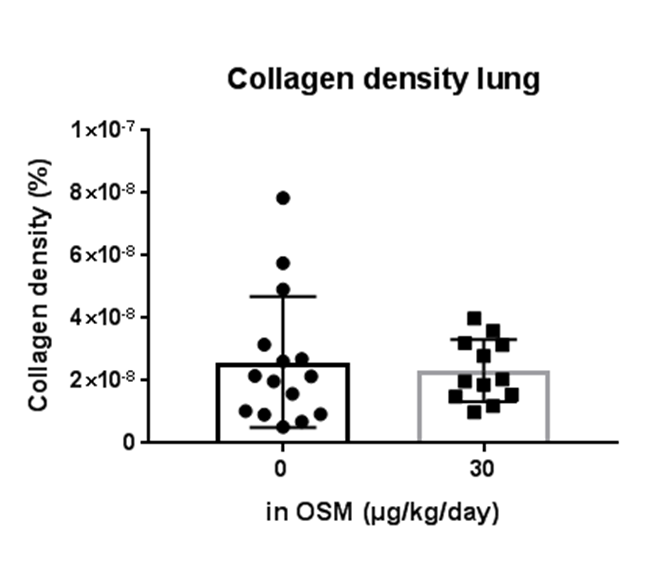 Collagen density lung
Collagen density (%)
1×10⁻⁷
8×10⁻⁸
6×10⁻⁸
4×10⁻⁸
2×10⁻⁸
0
0 30
in OSM (µg/kg/day)